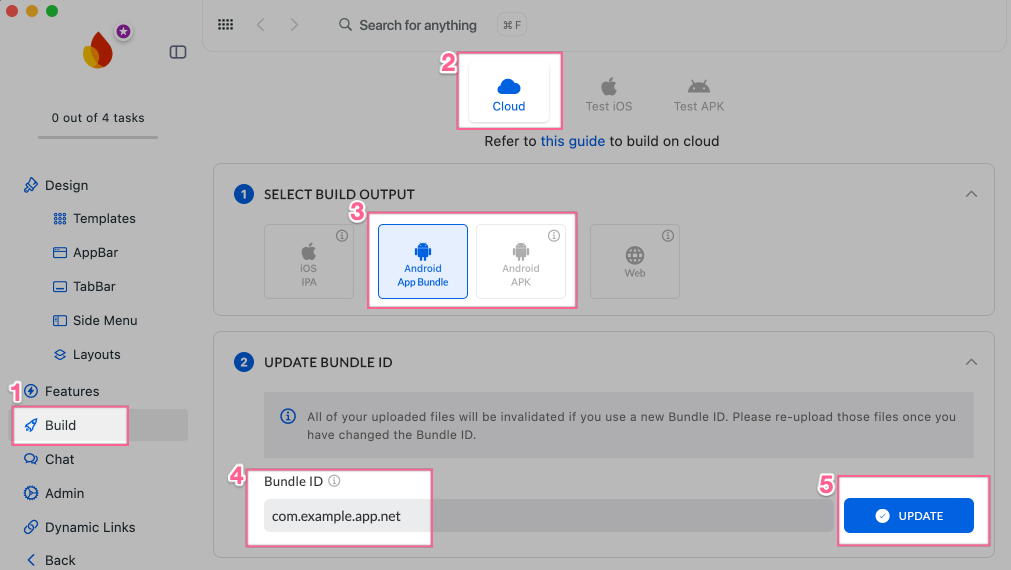 Search for anything
⌘ F
0 out of 4 tasks
Design
Templates
AppBar
TabBar
Side Menu
Layouts
1
Features
Build
Chat
Admin
Dynamic Links
Back
2
Cloud
Test iOS
Test APK
Refer to this guide to build on cloud
1 SELECT BUILD OUTPUT
3
iOS
IPA
Android
App Bundle
Android
APK
Web
2 UPDATE BUNDLE ID
All of your uploaded files will be invalidated if you use a new Bundle ID. Please re-upload those files once you
have changed the Bundle ID.
4
Bundle ID
com.example.app.net
5
UPDATE